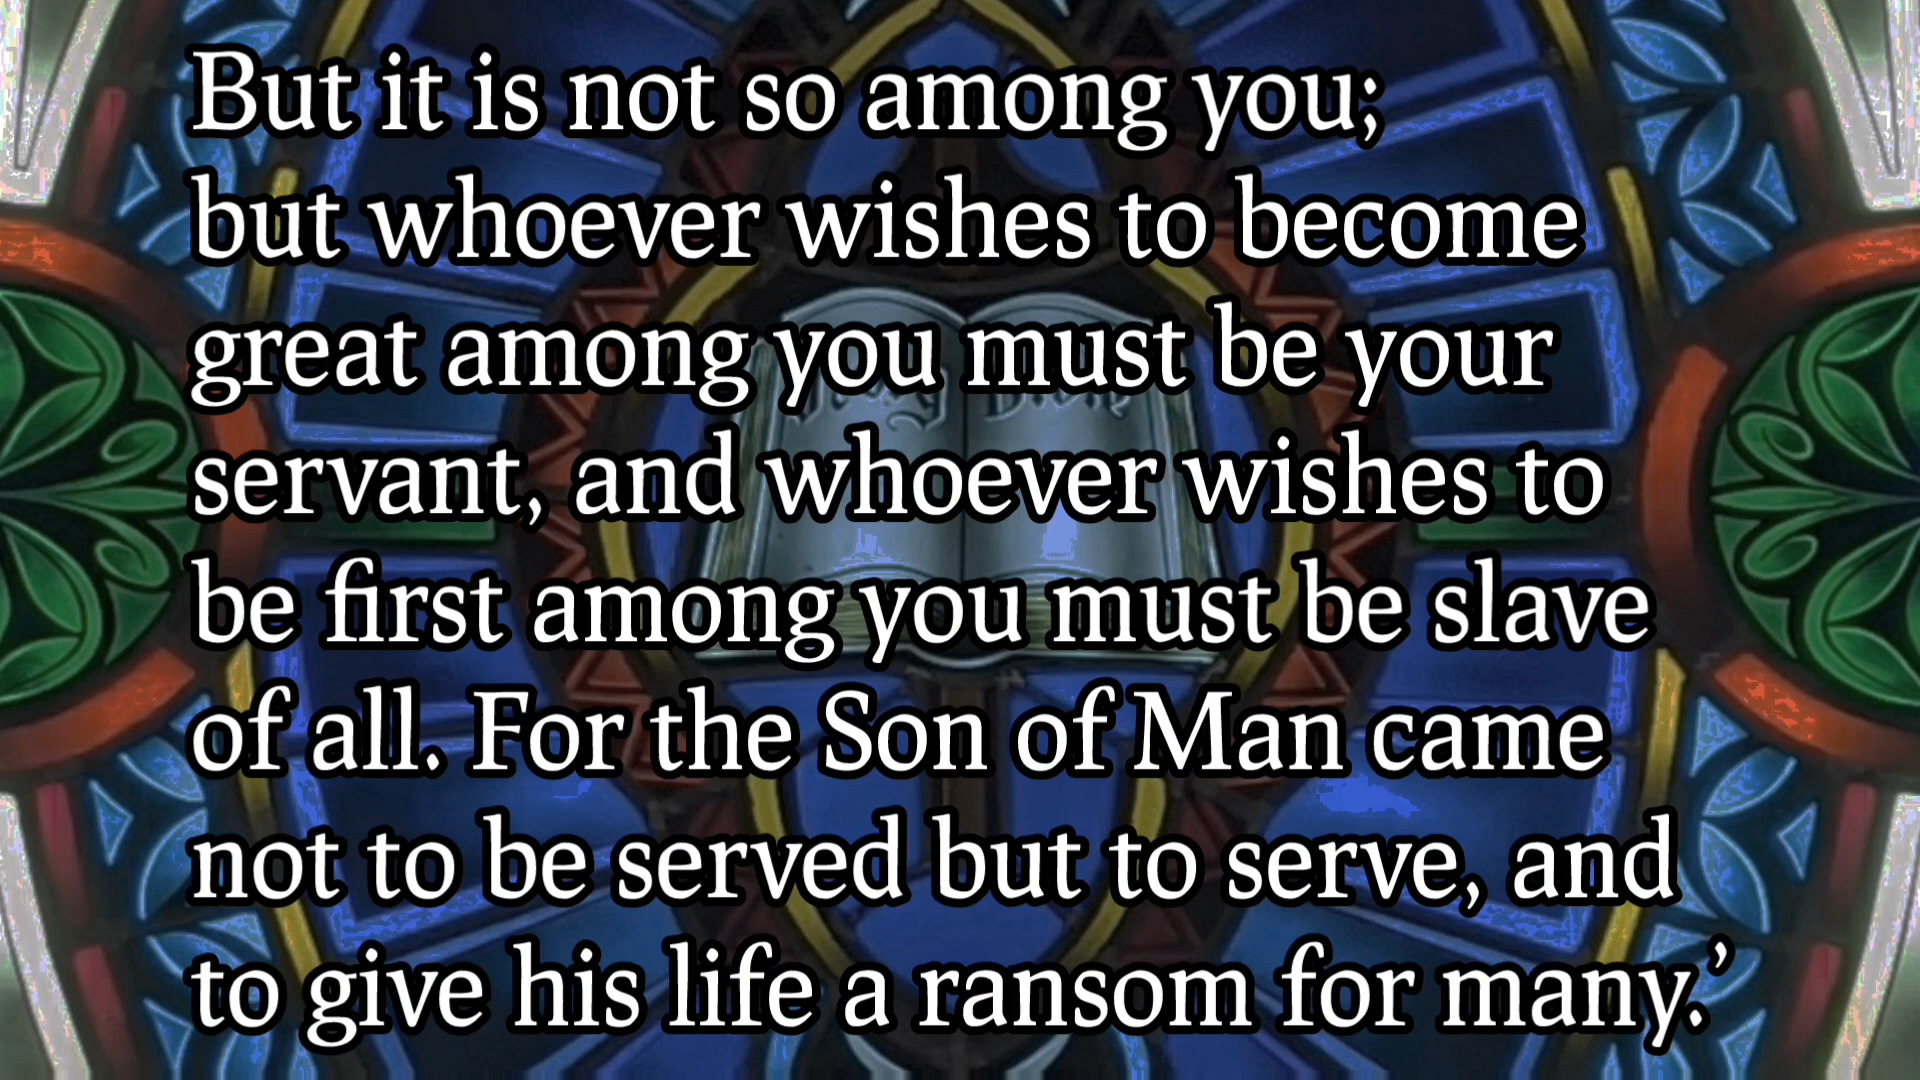 But it is not so among you;
but whoever wishes to become
great among you must be your
servant, and whoever wishes to
be first among you must be slave
of all. For the Son of Man came
not to be served but to serve, and
to give his life a ransom for many.’